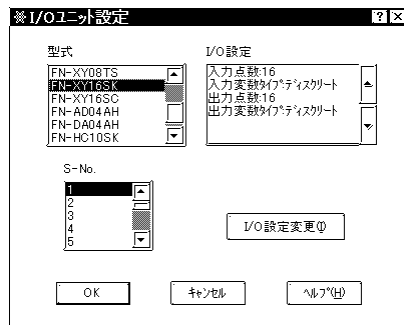 I/Oユニット設定
型式
I/O設定
FN-XY08TS
FN-XY16SK
FN-XY16SC
FN-AD04AH
FN-DA04AH
FN-HC10SK
入力点数:16
入力変数ﾀｲﾌﾟ:ﾃﾞｨｽｸﾘｰﾄ
出力点数:16
出力変数ﾀｲﾌﾟ:ﾃﾞｨｽｸﾘｰﾄ
S-No.
1
2
3
4
5
I/O設定変更(I)
OK
ｷｬﾝｾﾙ
ﾍﾙﾌﾟ(H)